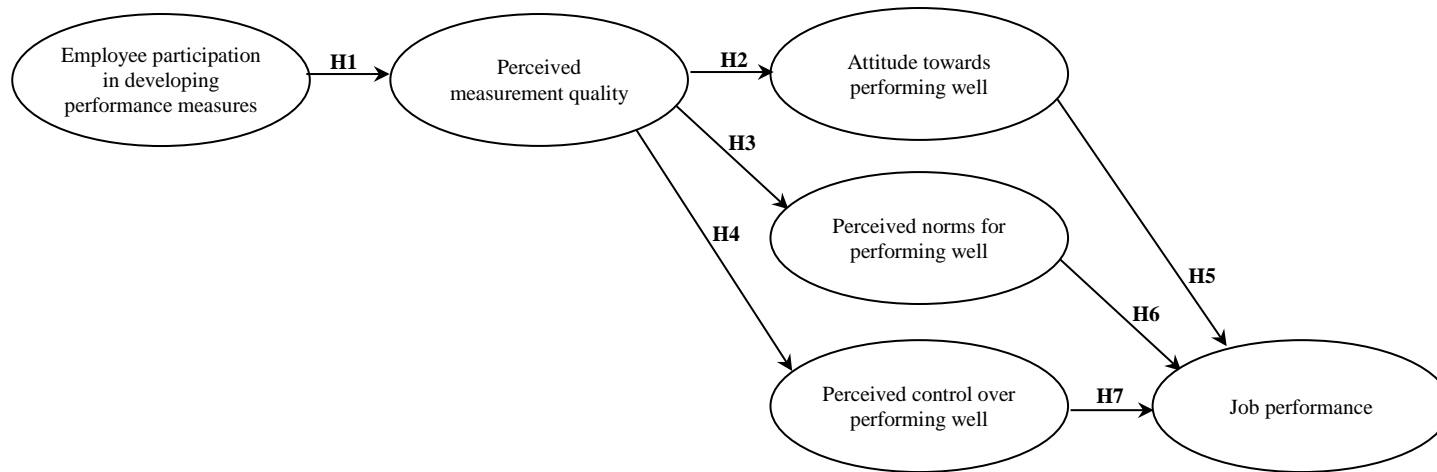 Employee participation
in developing
performance measures
H1
Perceived
measurement quality
H2
Attitude towards
performing well
H3
Perceived norms for
performing well
H4
Perceived control over
performing well
H5
H6
H7
Job performance